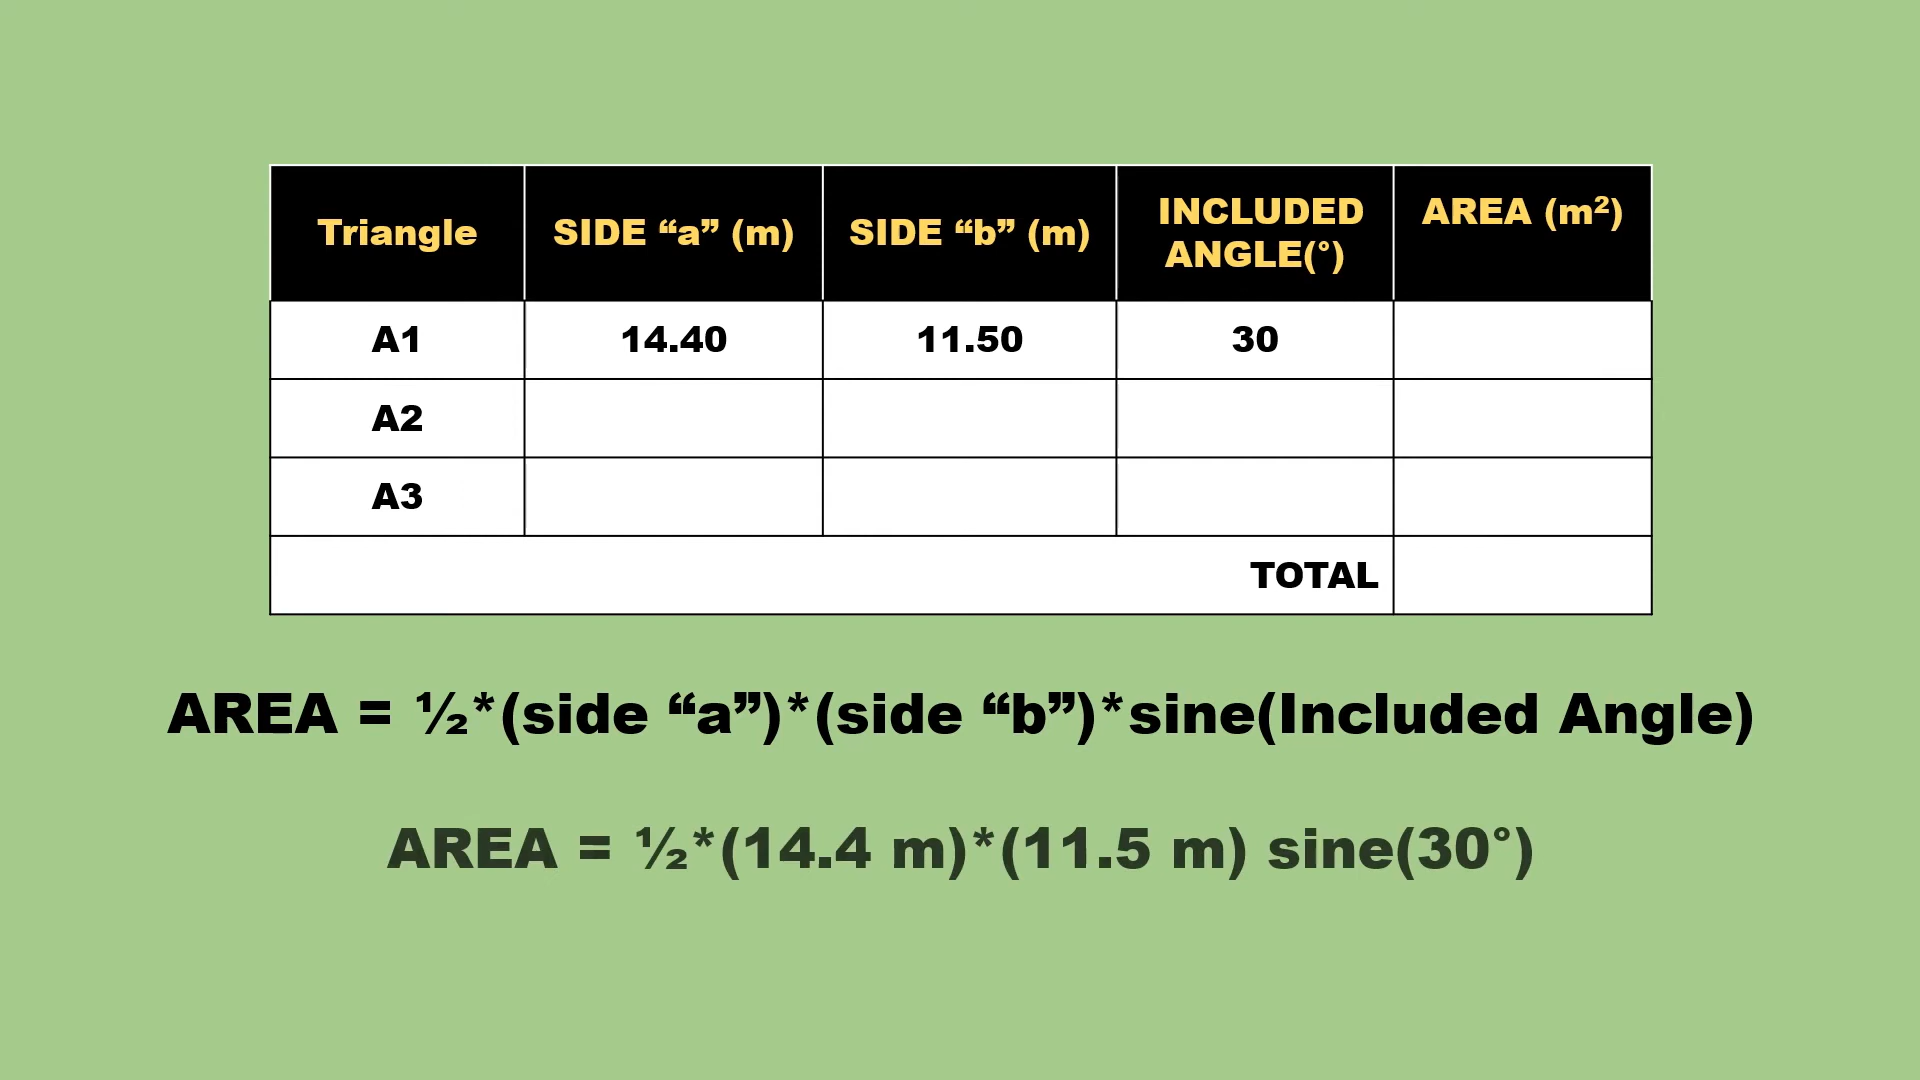 Triangle SIDE “a” (m) SIDE “b” (m) INCLUDED ANGLE(°) AREA (m²)
A1 14.40 11.50 30
A2
A3
TOTAL
AREA = ½*(side “a”)*(side “b”)*sine(Included Angle)
AREA = ½*(14.4 m)*(11.5 m) sine(30°)